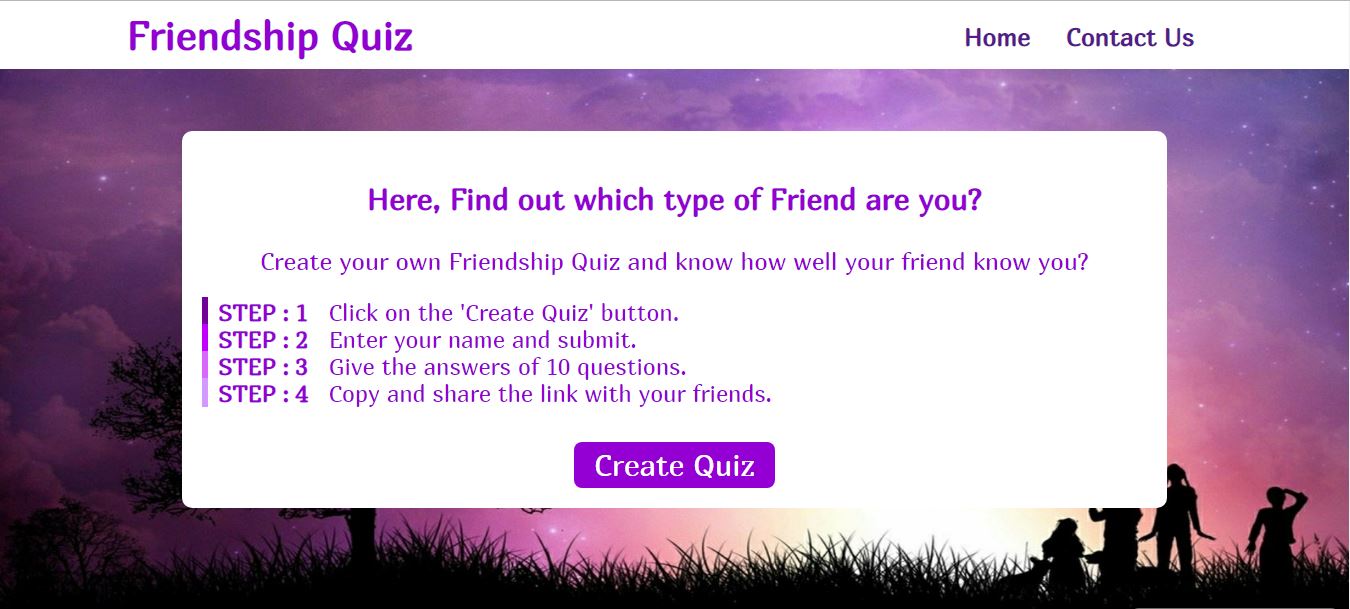 Friendship Quiz
Home Contact Us
Here, Find out which type of Friend are you?
Create your own Friendship Quiz and know how well your friend know you?
STEP : 1 Click on the 'Create Quiz' button.
STEP : 2 Enter your name and submit.
STEP : 3 Give the answers of 10 questions.
STEP : 4 Copy and share the link with your friends.
Create Quiz